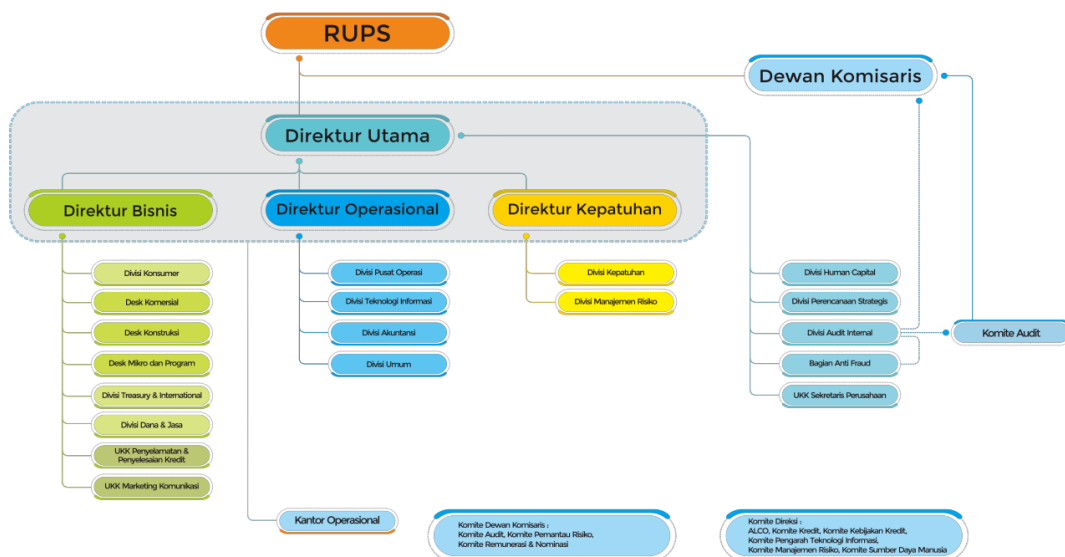 RUPS
Dewan Komisaris
Direktur Utama
Direktur Bisnis
Direktur Operasional
Direktur Kepatuhan
Divisi Konsumer
Desk Komersial
Desk Konstruksi
Desk Mikro dan Program
Divisi Treasury & International
Divisi Dana & Jasa
UKK Penyelamatan &
Penyelesaian Kredit
UKK Marketing Komunikasi
Divisi Pusat Operasi
Divisi Teknologi Informasi
Divisi Akuntansi
Divisi Umum
Divisi Kepatuhan
Divisi Manajemen Risiko
Divisi Human Capital
Divisi Perencanaan Strategis
Divisi Audit Internal
Bagian Anti Fraud
UKK Sekretaris Perusahaan
Komite Audit
Kantor Operasional
Komite Dewan Komisaris :
Komite Audit, Komite Pemantau Risiko,
Komite Remunerasi & Nominasi
Komite Direksi :
ALCO, Komite Kredit, Komite Kebijakan Kredit,
Komite Pengarah Teknologi Informasi,
Komite Manajemen Risiko, Komite Sumber Daya Manusia